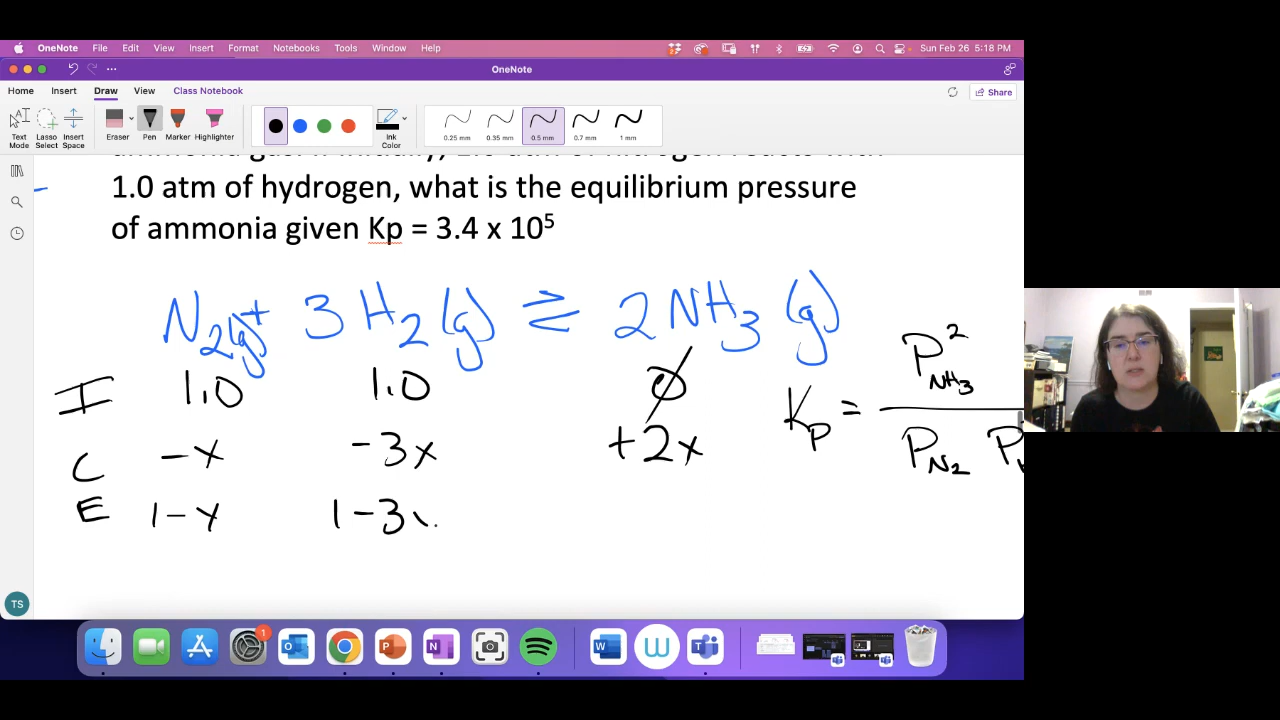 OneNote File Edit View Insert Format Notebooks Tools Window Help Sun Feb 26 5:18 PM
OneNote
Home Insert Draw View Class Notebook Share
Text Mode Lasso Select Insert Space Eraser Pen Marker Highlighter Ink Color 0.25 mm 0.35 mm 0.5 mm 0.7 mm 1 mm
1.0 atm of hydrogen, what is the equilibrium pressure
of ammonia given Kp = 3.4 x 10⁵
N₂(g) + 3 H₂ (g) ⇌ 2 NH₃ (g)
I 1.0 1.0 0
C -x -3x +2x
E 1-x 1-3
Kp = P²NH₃
PN₂ P
TS
1
W P N W T